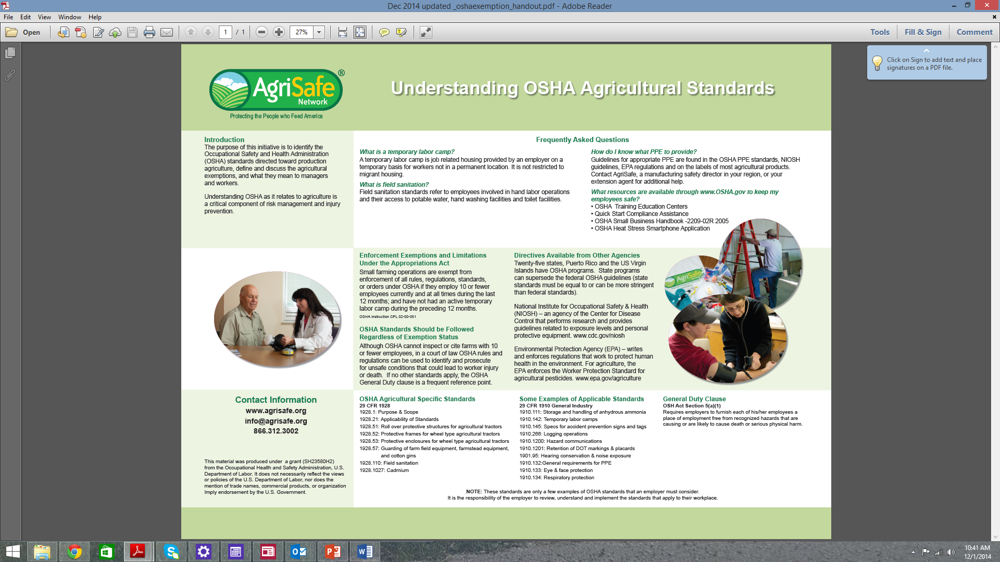 Dec 2014 updated _oshaexemption_handout.pdf - Adobe Reader
File Edit View Window Help
Open
1 / 1
27%
Tools Fill & Sign Comment
Click on Sign to add text and place
signatures on a PDF file.
AgriSafe ®
Network
Protecting the People who Feed America
Understanding OSHA Agricultural Standards
Introduction
The purpose of this initiative is to identify the
Occupational Safety and Health Administration
(OSHA) standards directed toward production
agriculture, define and discuss the agricultural
exemptions, and what they mean to managers
and workers.
Understanding OSHA as it relates to agriculture is
a critical component of risk management and injury
prevention.
Frequently Asked Questions
What is a temporary labor camp?
A temporary labor camp is job related housing provided by an employer on a
temporary basis for workers not in a permanent location. It is not restricted to
migrant housing.
What is field sanitation?
Field sanitation standards refer to employees involved in hand labor operations
and their access to potable water, hand washing facilities and toilet facilities.
How do I know what PPE to provide?
Guidelines for appropriate PPE are found in the OSHA PPE standards, NIOSH
guidelines, EPA regulations and on the labels of most agricultural products.
Contact AgriSafe, a manufacturing safety director in your region, or your
extension agent for additional help.
What resources are available through www.OSHA.gov to keep my
employees safe?
• OSHA  Training Education Centers
• Quick Start Compliance Assistance
• OSHA Small Business Handbook -2209-02R 2005
• OSHA Heat Stress Smartphone Application
Enforcement Exemptions and Limitations
Under the Appropriations Act
Small farming operations are exempt from
enforcement of all rules, regulations, standards,
or orders under OSHA if they employ 10 or fewer
employees currently and at all times during the last
12 months; and have not had an active temporary
labor camp during the preceding 12 months.
OSHA Instruction CPL 02-00-051
OSHA Standards Should be Followed
Regardless of Exemption Status
Although OSHA cannot inspect or cite farms with 10
or fewer employees, in a court of law OSHA rules and
regulations can be used to identify and prosecute
for unsafe conditions that could lead to worker injury
or death.  If no other standards apply, the OSHA
General Duty clause is a frequent reference point.
Directives Available from Other Agencies
Twenty-five states, Puerto Rico and the US Virgin
Islands have OSHA programs.  State programs
can supersede the federal OSHA guidelines (state
standards must be equal to or can be more stringent
than federal standards).
National Institute for Occupational Safety & Health
(NIOSH) – an agency of the Center for Disease
Control that performs research and provides
guidelines related to exposure levels and personal
protective equipment. www.cdc.gov/niosh
Environmental Protection Agency (EPA) – writes
and enforces regulations that work to protect human
health in the environment. For agriculture, the
EPA enforces the Worker Protection Standard for
agricultural pesticides. www.epa.gov/agriculture
AgriSafe
Contact Information
www.agrisafe.org
info@agrisafe.org
866.312.3002
This material was produced under  a grant (SH23580H2)
from the Occupational Health and Safety Administration, U.S.
Department of Labor. It does not necessarily reflect the views
or policies of the U.S. Department of Labor, nor does the
mention of trade names, commercial products, or organization
Imply endorsement by the U.S. Government.
OSHA Agricultural Specific Standards
29 CFR 1928
1928.1: Purpose & Scope
1928.21: Applicability of Standards
1928.51: Roll over protective structures for agricultural tractors
1928.52: Protective frames for wheel type agricultural tractors
1928.53: Protective enclosures for wheel type agricultural tractors
1928.57: Guarding of farm field equipment, farmstead equipment,
and cotton gins
1928.110: Field sanitation
1928.1027: Cadmium
Some Examples of Applicable Standards
29 CFR 1910 General Industry
1910.111: Storage and handling of anhydrous ammonia
1910.142: Temporary labor camps
1910.145: Specs for accident prevention signs and tags
1910.266: Logging operations
1910.1200: Hazard communications
1910.1201: Retention of DOT markings & placards
1901.95: Hearing conservation & noise exposure
1910.132:General requirements for PPE
1910.133: Eye & face protection
1910.134: Respiratory protection
General Duty Clause
OSH Act Section 5(a)(1)
Requires employers to furnish each of his/her employees a
place of employment free from recognized hazards that are
causing or are likely to cause death or serious physical harm.
NOTE: These standards are only a few examples of OSHA standards that an employer must consider.
It is the responsibility of the employer to review, understand and implement the standards that apply to their workplace.
10:41 AM
12/1/2014